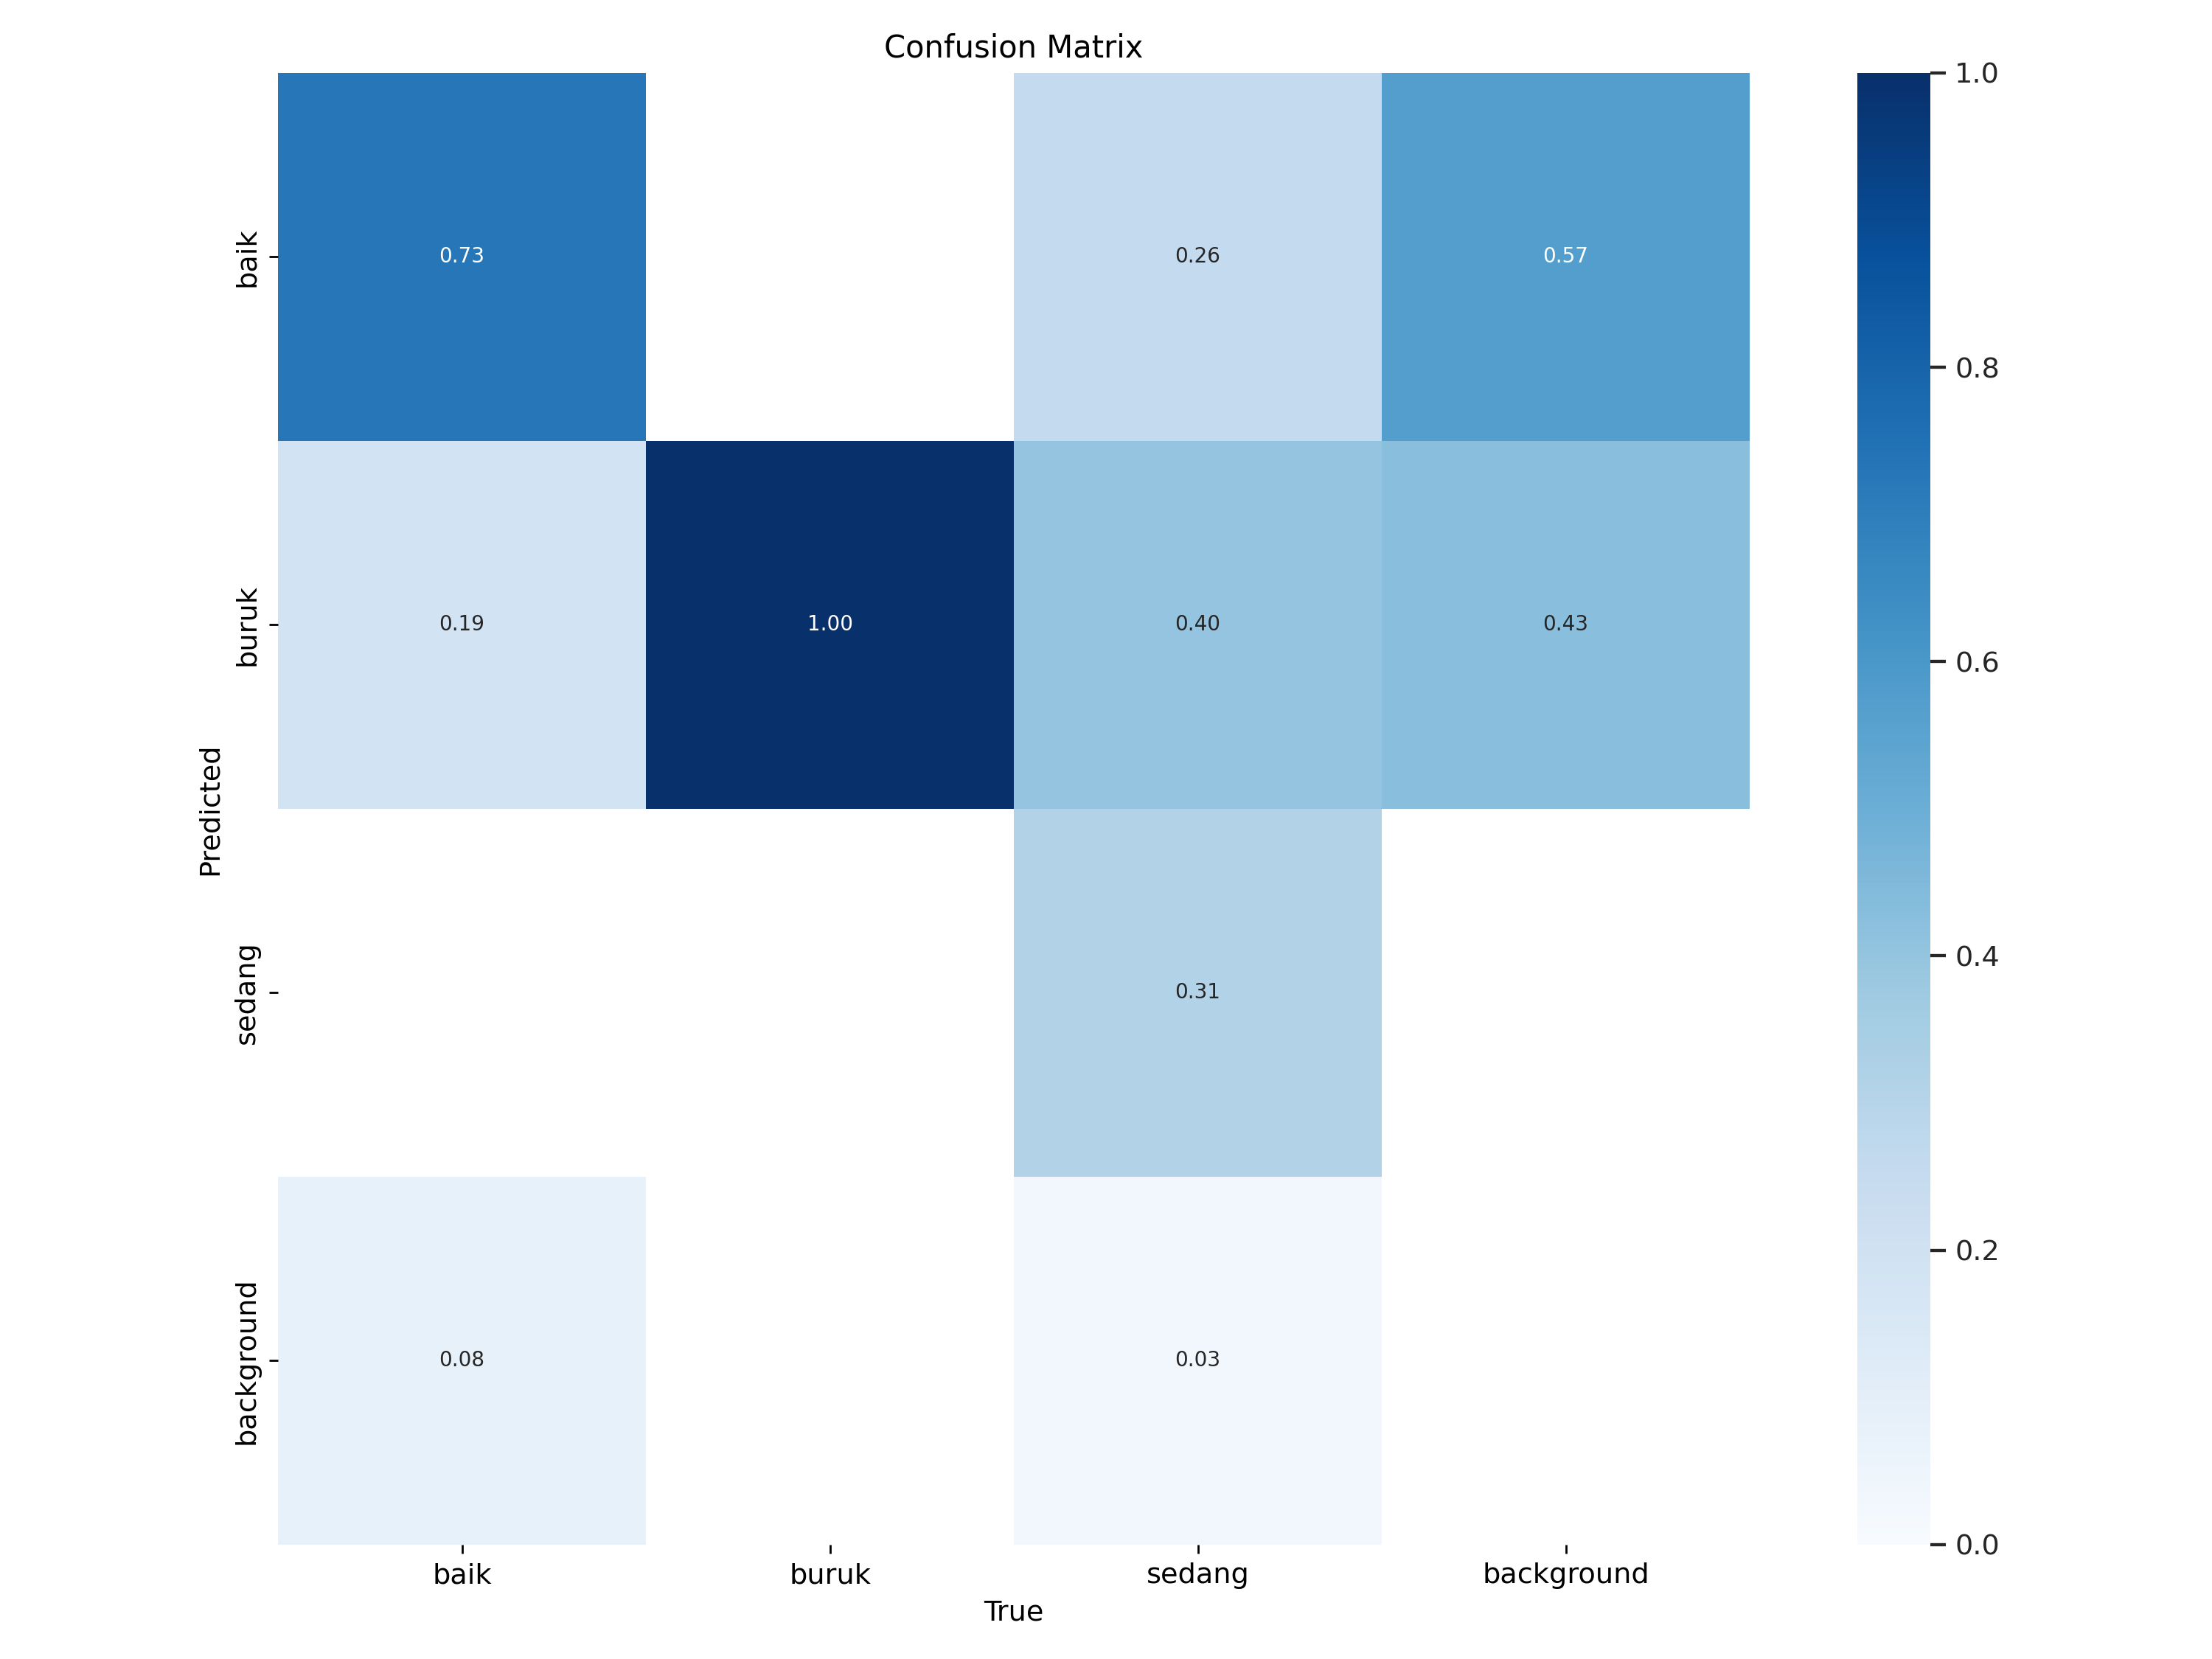 Confusion Matrix
1.0
baik
0.73
0.26
0.57
0.8
buruk
0.19
1.00
0.40
0.43
0.6
Predicted
0.4
sedang
0.31
0.2
background
0.08
0.03
0.0
baik
buruk
sedang
background
True